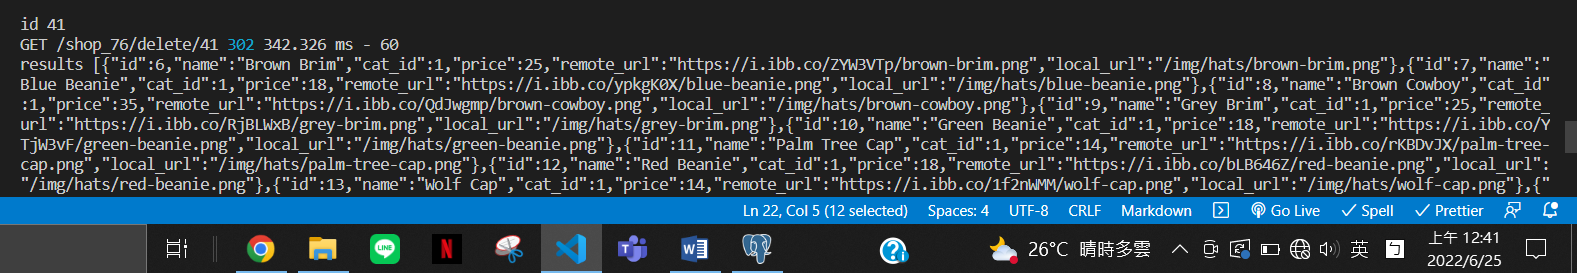 id 41
GET /shop_76/delete/41 302 342.326 ms - 60
results [{"id":6,"name":"Brown Brim","cat_id":1,"price":25,"remote_url":"https://i.ibb.co/ZYW3VTp/brown-brim.png","local_url":"/img/hats/brown-brim.png"},{"id":7,"name":"
Blue Beanie","cat_id":1,"price":18,"remote_url":"https://i.ibb.co/ypkgK0X/blue-beanie.png","local_url":"/img/hats/blue-beanie.png"},{"id":8,"name":"Brown Cowboy","cat_id"
:1,"price":35,"remote_url":"https://i.ibb.co/QdJwgmp/brown-cowboy.png","local_url":"/img/hats/brown-cowboy.png"},{"id":9,"name":"Grey Brim","cat_id":1,"price":25,"remote_
url":"https://i.ibb.co/RjBLWxB/grey-brim.png","local_url":"/img/hats/grey-brim.png"},{"id":10,"name":"Green Beanie","cat_id":1,"price":18,"remote_url":"https://i.ibb.co/Y
TjW3vF/green-beanie.png","local_url":"/img/hats/green-beanie.png"},{"id":11,"name":"Palm Tree Cap","cat_id":1,"price":14,"remote_url":"https://i.ibb.co/rKBDvJX/palm-tree-
cap.png","local_url":"/img/hats/palm-tree-cap.png"},{"id":12,"name":"Red Beanie","cat_id":1,"price":18,"remote_url":"https://i.ibb.co/bLB646Z/red-beanie.png","local_url":
"/img/hats/red-beanie.png"},{"id":13,"name":"Wolf Cap","cat_id":1,"price":14,"remote_url":"https://i.ibb.co/1f2nWMM/wolf-cap.png","local_url":"/img/hats/wolf-cap.png"},{"
Ln 22, Col 5 (12 selected) Spaces: 4 UTF-8 CRLF Markdown Go Live Spell Prettier
LINE N W 26°C 晴時多雲 英 ㄅ 上午 12:41
2022/6/25